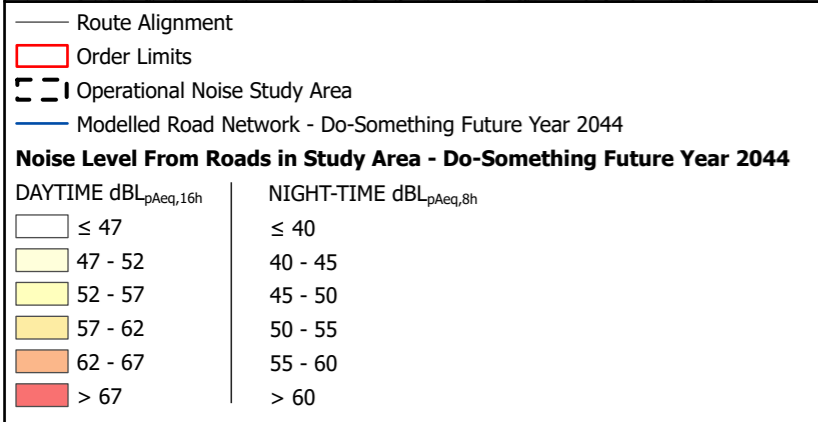 Route Alignment
Order Limits
Operational Noise Study Area
Modelled Road Network - Do-Something Future Year 2044
Noise Level From Roads in Study Area - Do-Something Future Year 2044
DAYTIME dBLpAeq,16h NIGHT-TIME dBLpAeq,8h
≤ 47 ≤ 40
47 - 52 40 - 45
52 - 57 45 - 50
57 - 62 50 - 55
62 - 67 55 - 60
> 67 > 60